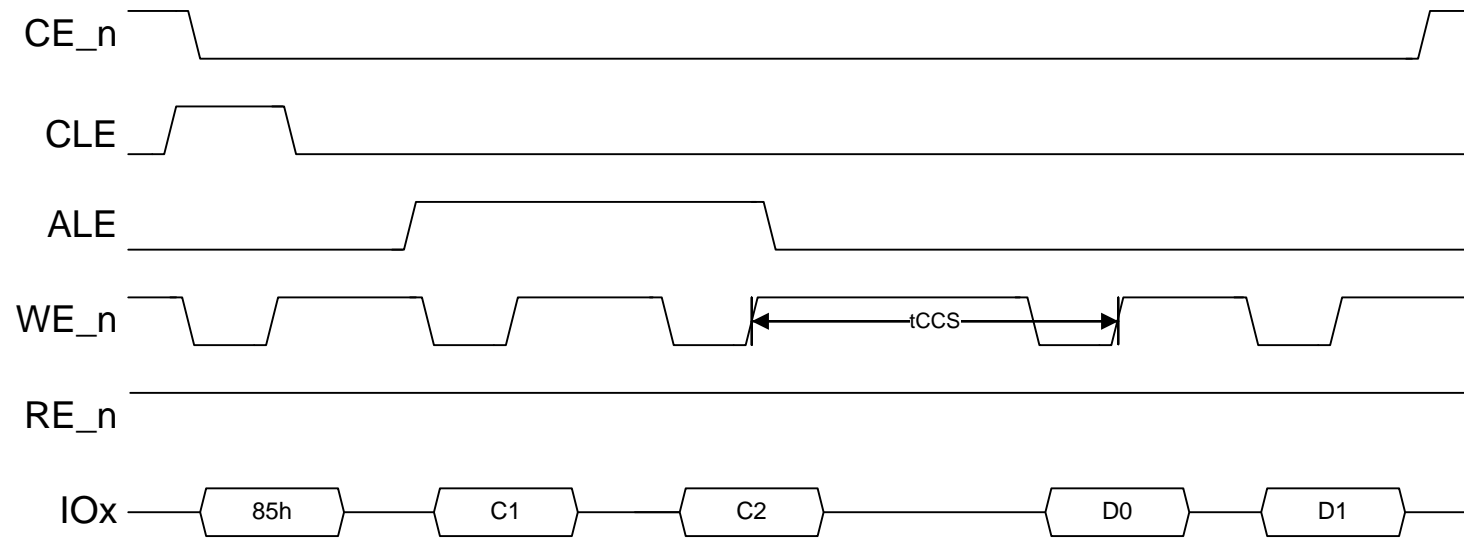 CE_n
CLE
ALE
WE_n
tCCS
RE_n
IOx 85h C1 C2 D0 D1